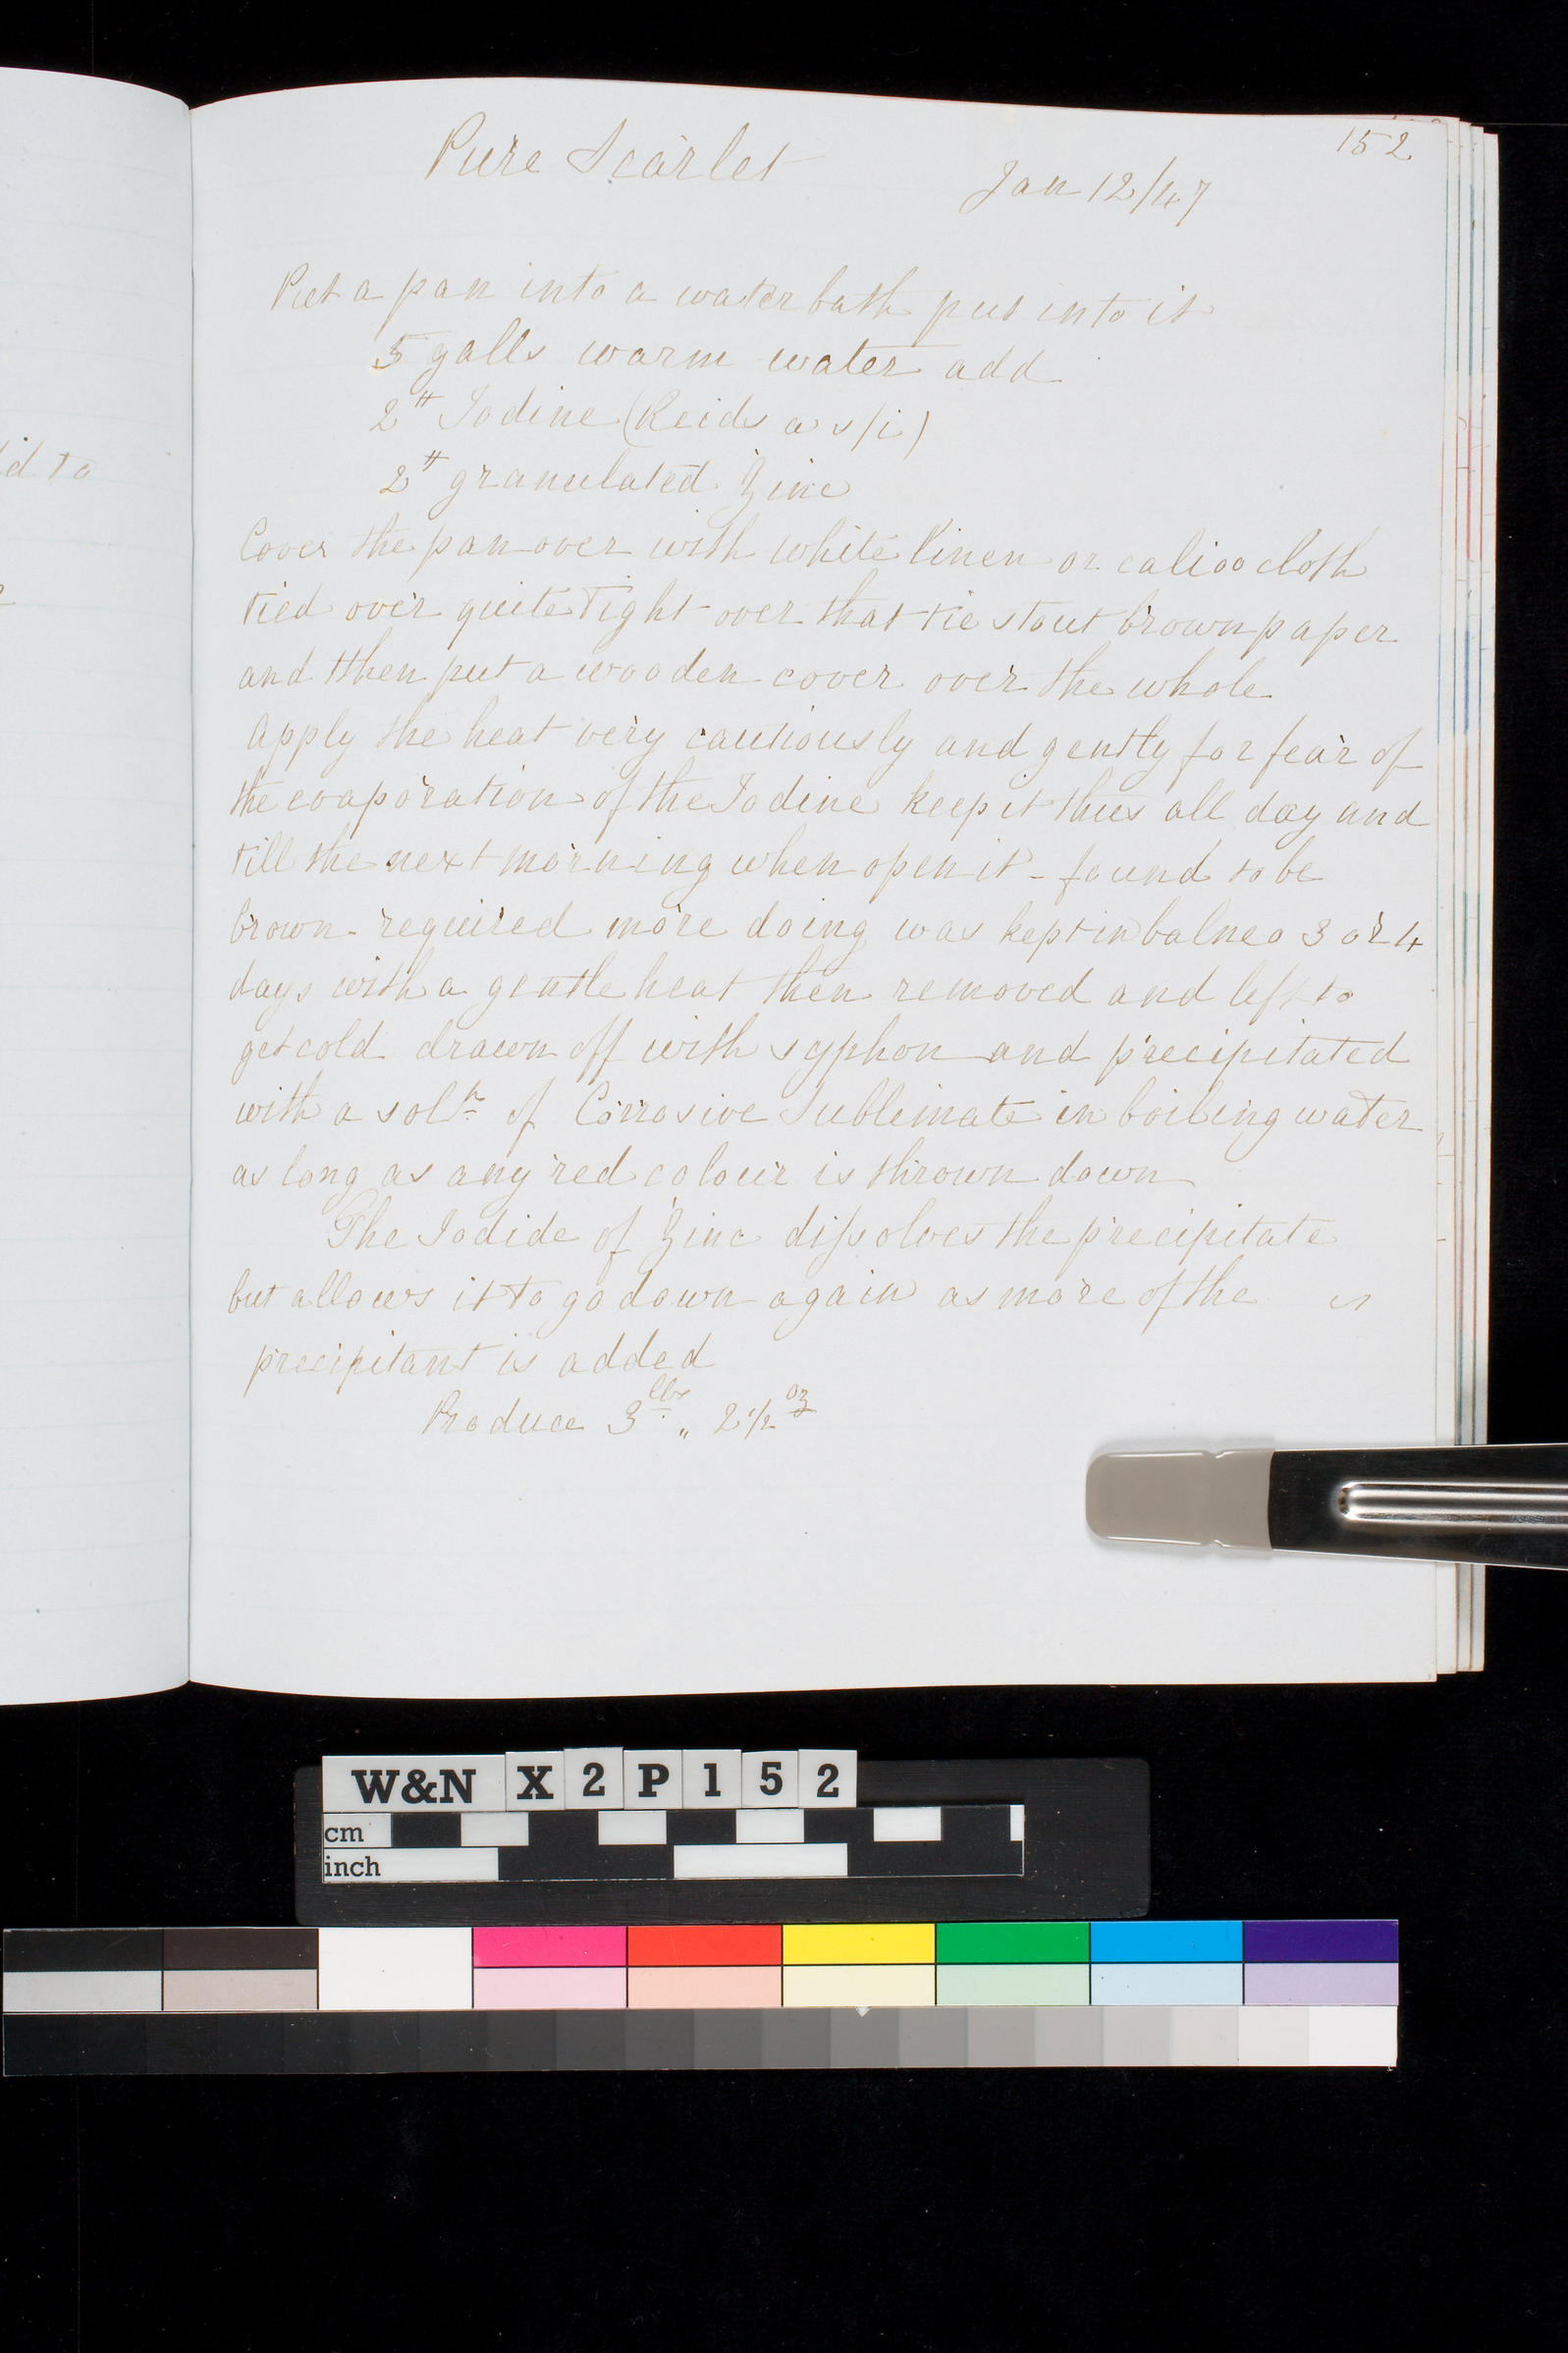 152
Pure Scarlet
Jan 12/47
Put a pan into a water bath put into it
5 galls warm water add
2# Iodine (Reids a s/i)
2# granulated Zinc
Cover the pan over with white linen or calico cloth
tied over quite tight over that tie stout brown paper
and then put a wooden cover over the whole
Apply the heat very cautiously and gently for fear of
the evaporation of the Iodine keep it thus all day and
till the next morning when open it - found to be
brown - required more doing was kept in balneo 3 or 4
days with a gentle heat then removed and left to
get cold drawn off with syphon and precipitated
with a soln of Corrosive Sublimate in boiling water
as long as any red colour is thrown down
The Iodide of Zinc dissolves the precipitate
but allows it to go down again as more of the
precipitant is added
Produce 3 lbs „ 2 1/2 oz
id to
W&N X2P152
cm
inch